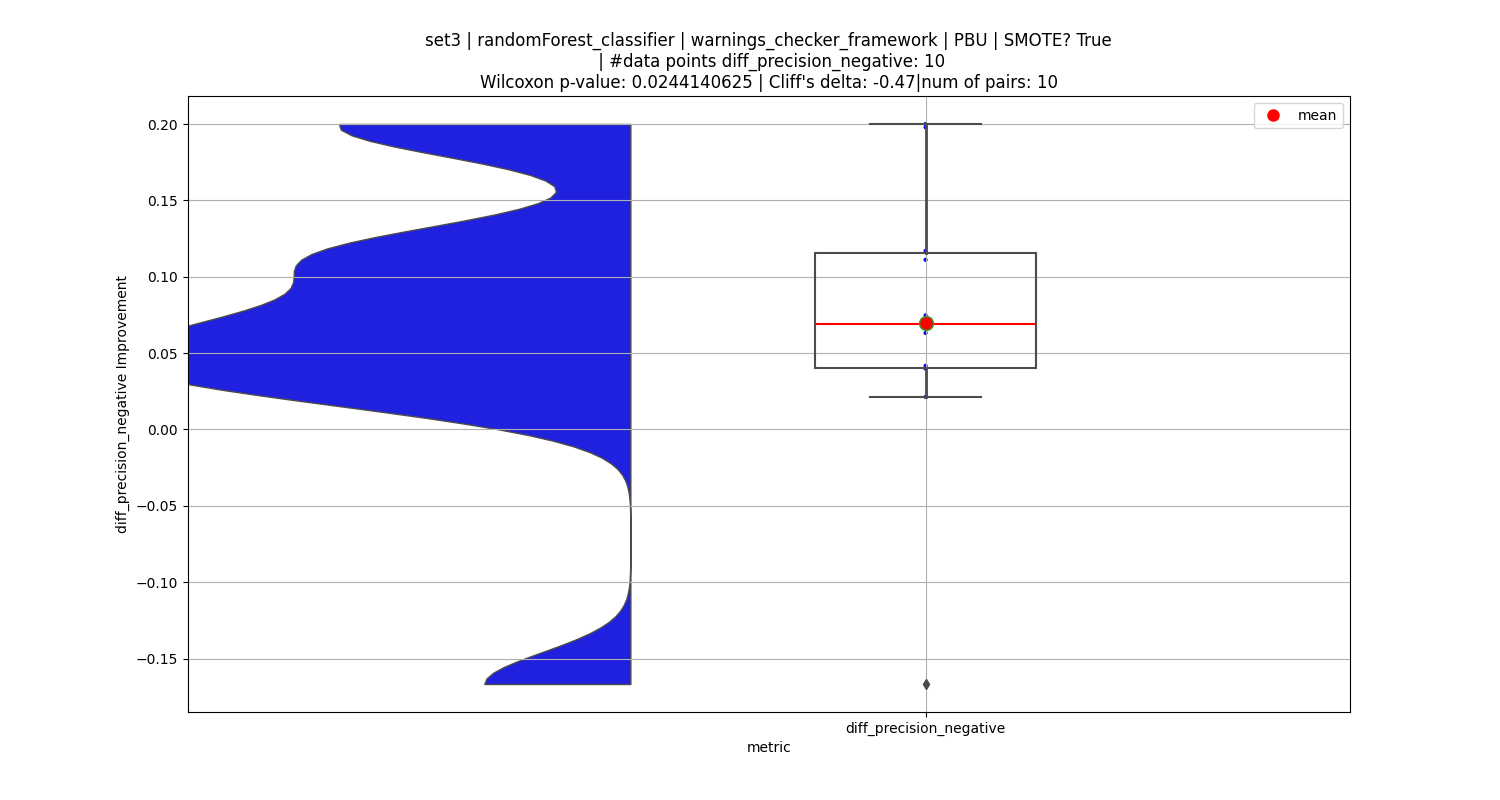 set3 | randomForest_classifier | warnings_checker_framework | PBU | SMOTE? True
| #data points diff_precision_negative: 10
Wilcoxon p-value: 0.0244140625 | Cliff's delta: -0.47|num of pairs: 10
mean
0.20
0.15
0.10
0.05
0.00
−0.05
−0.10
−0.15
diff_precision_negative Improvement
diff_precision_negative
metric